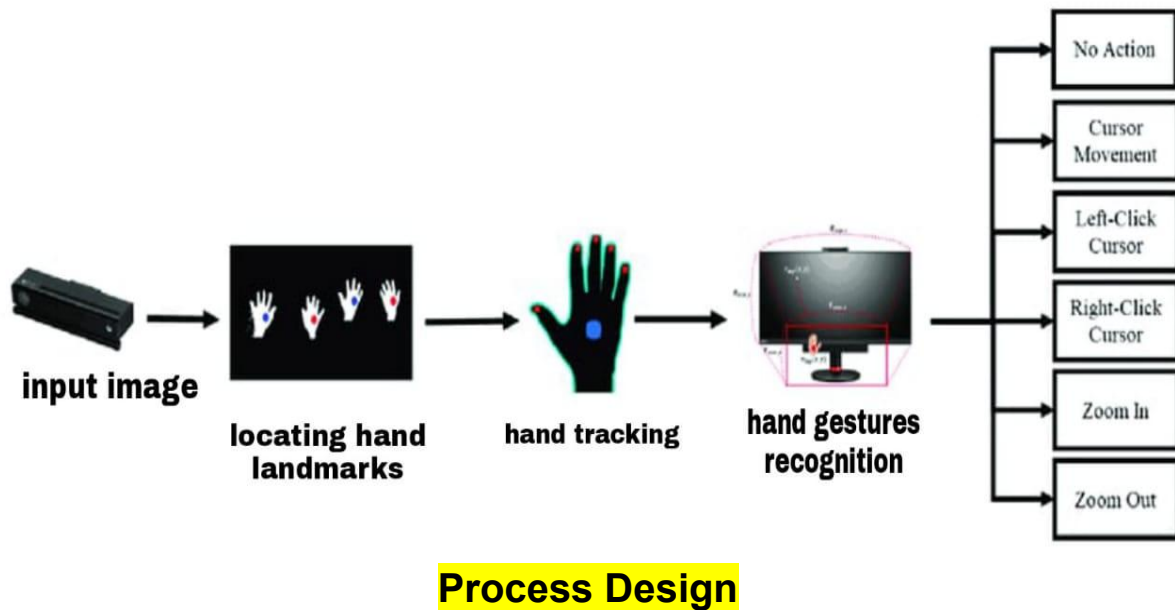 input image
locating hand
landmarks
hand tracking
hand gestures
recognition
No Action
Cursor
Movement
Left-Click
Cursor
Right-Click
Cursor
Zoom In
Zoom Out
Process Design